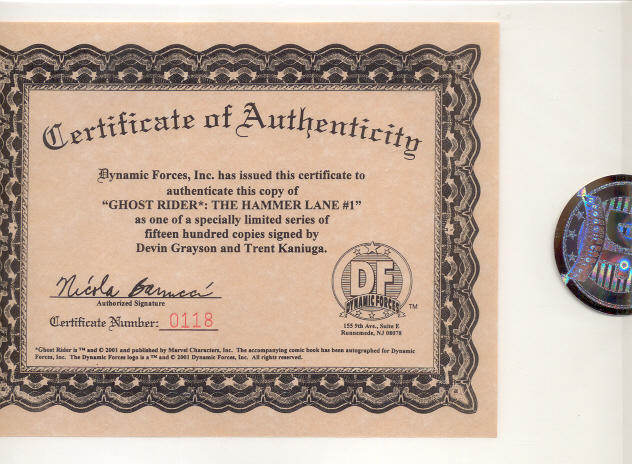 Certificate of Authenticity
Dynamic Forces, Inc. has issued this certificate to
authenticate this copy of
“GHOST RIDER*: THE HAMMER LANE #1”
as one of a specially limited series of
fifteen hundred copies signed by
Devin Grayson and Trent Kaniuga.
Nicola Barrucci
Authorized Signature
Certificate Number: 0118
DF
DYNAMIC FORCES
TM
155 9th Ave., Suite E
Runnemede, NJ 08078
*Ghost Rider is ™ and © 2001 and published by Marvel Characters, Inc. The accompanying comic book has been autographed for Dynamic
Forces, Inc. The Dynamic Forces logo is a ™ and © 2001 Dynamic Forces, Inc. All rights reserved.